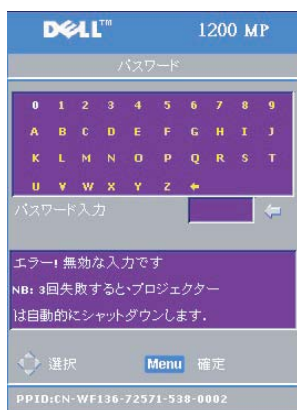 DELL™ 1200 MP
パスワード
0 1 2 3 4 5 6 7 8 9
A B C D E F G H I J
K L M N O P Q R S T
U V W X Y Z ←
パスワード入力
エラー! 無効な入力です
NB: 3回失敗すると、プロジェクター
は自動的にシャットダウンします.
選択 Menu 確定
PPID:CN-WF136-72571-538-0002